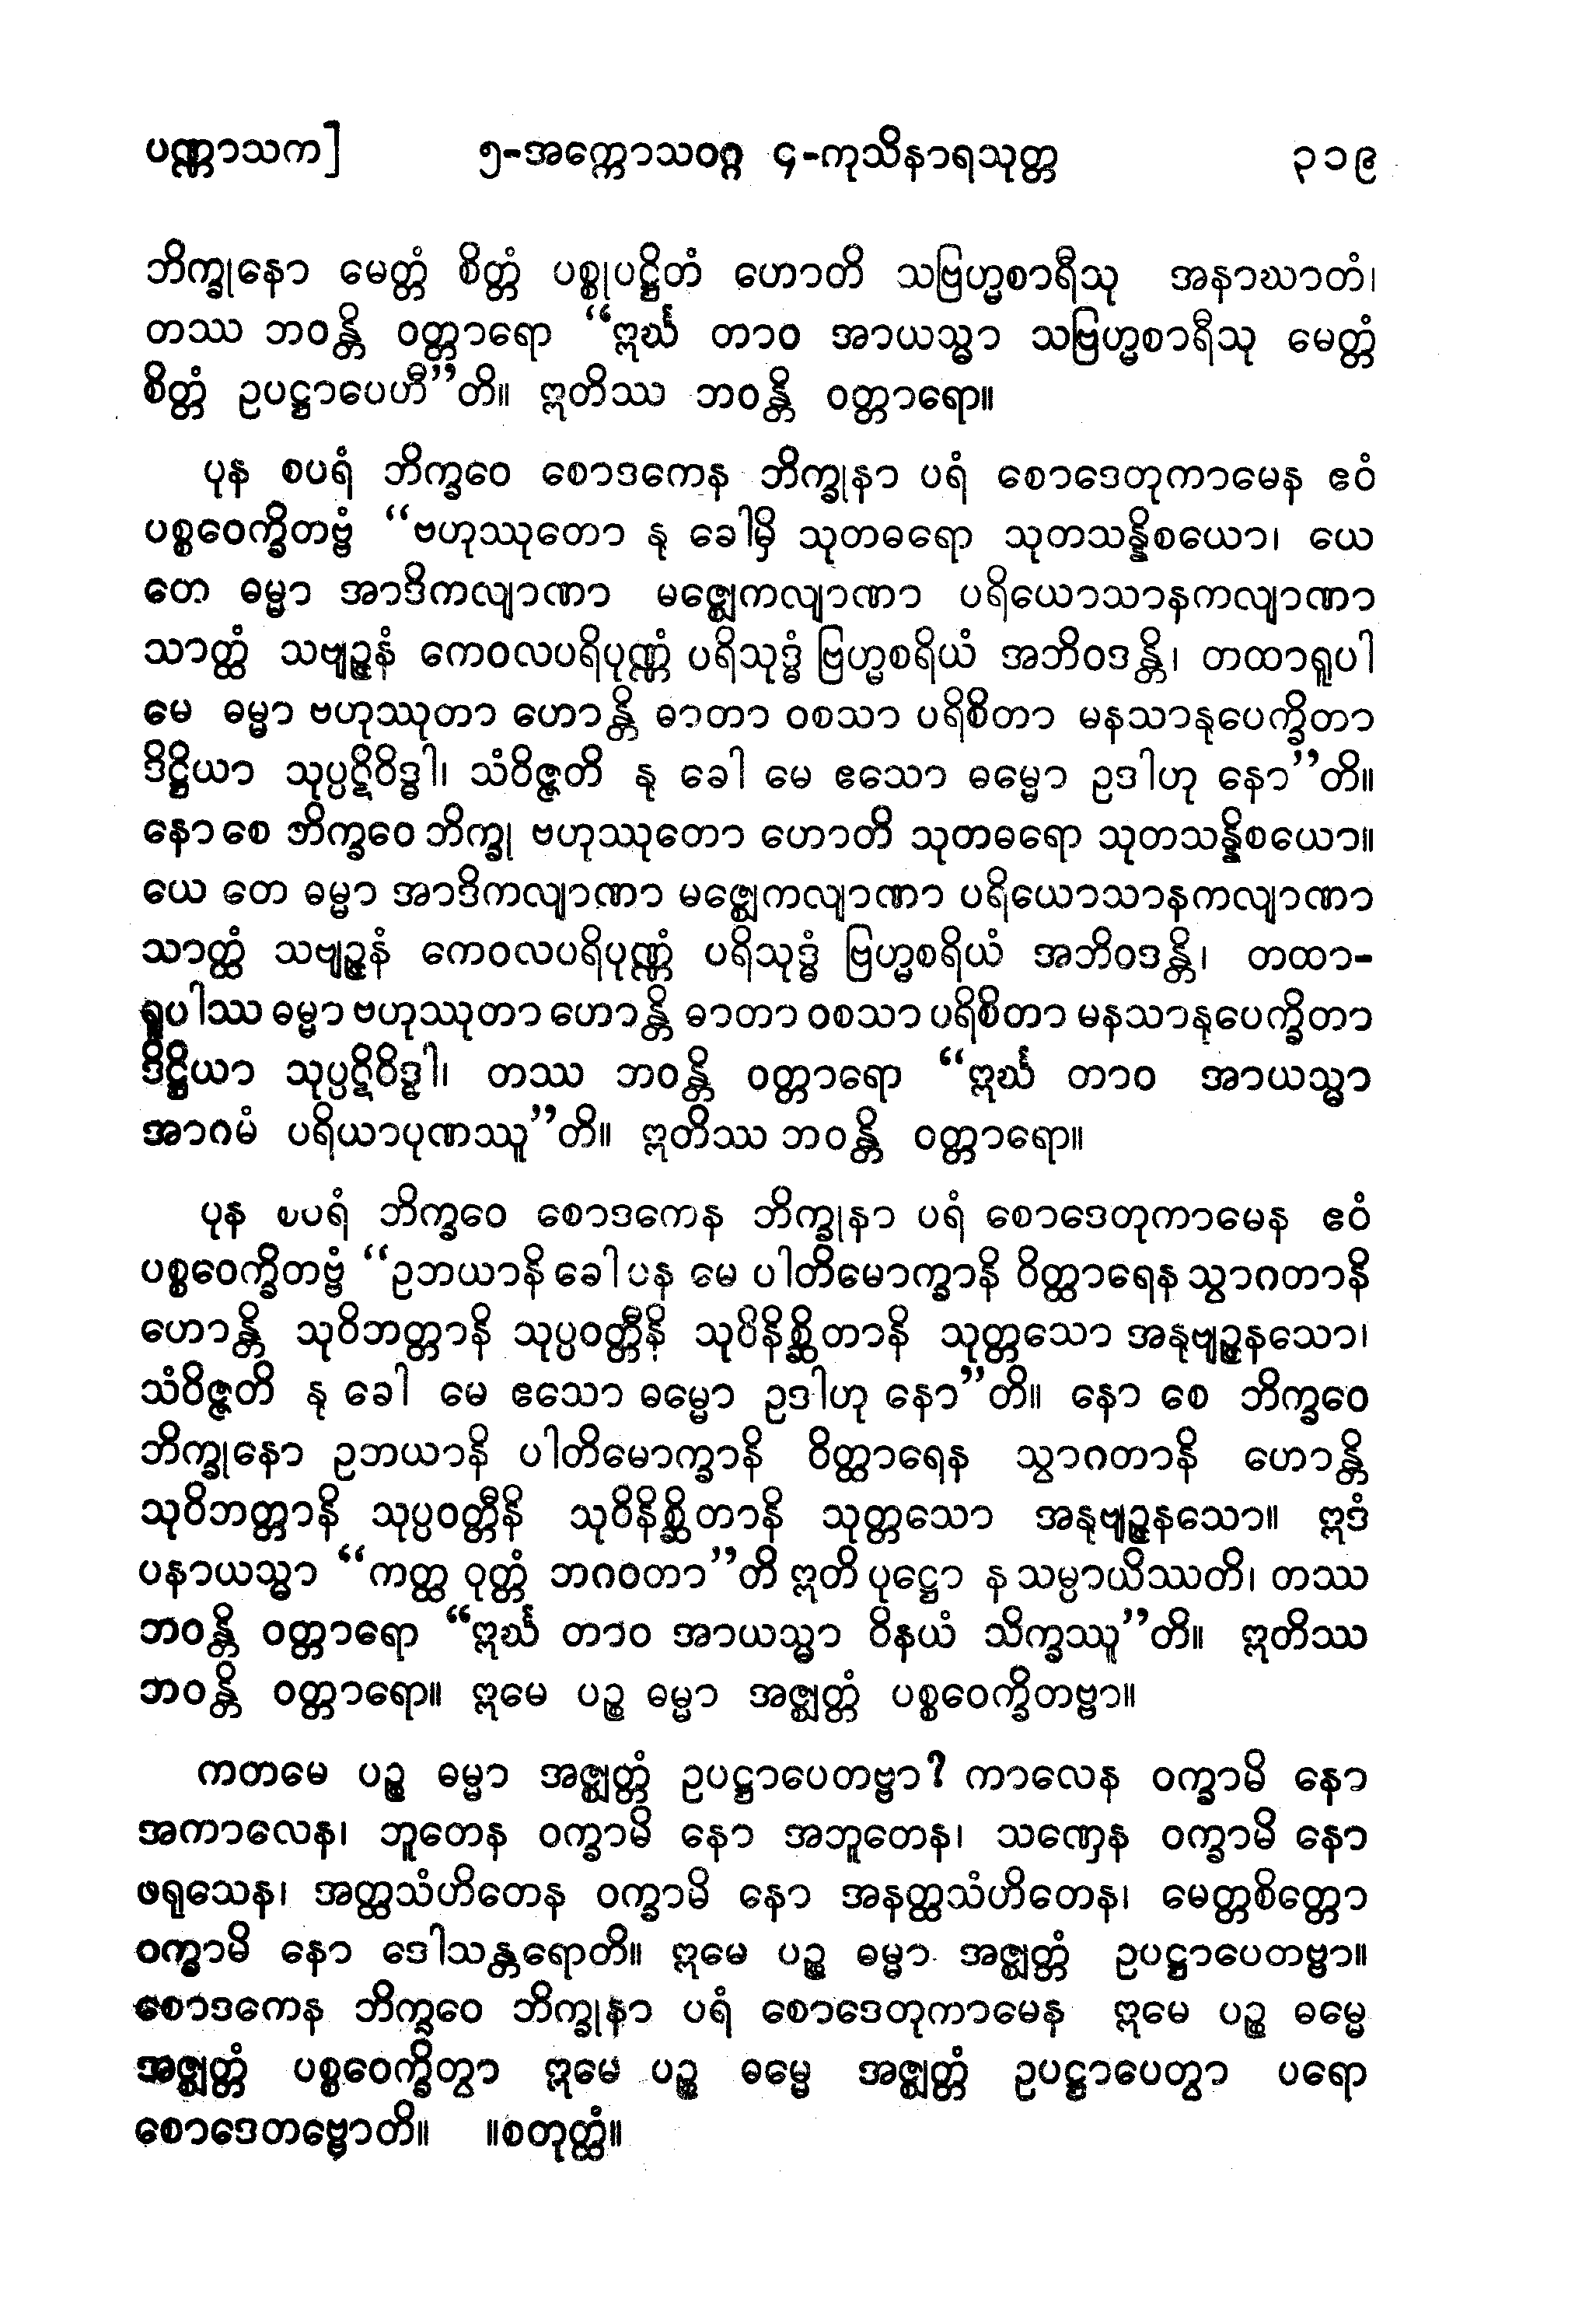 ပဏ္ဏာသက]	၅-အက္ကောသဝဂ္ဂ ၄-ကုသိနာရသုတ္တ	၃၁၉
ဘိက္ခုနော မေတ္တံ စိတ္တံ ပစ္စုပဋ္ဌိတံ ဟောတိ သဗြဟ္မစာရီသု အနာဃာတံ၊
တဿ ဘဝန္တိ ဝတ္တာရော “ဣင်္ဃ တာဝ အာယသ္မာ သဗြဟ္မစာရီသု မေတ္တံ
စိတ္တံ ဥပဋ္ဌာပေဟီ”တိ။ ဣတိဿ ဘဝန္တိ ဝတ္တာရော။
ပုန စပရံ ဘိက္ခဝေ စောဒကေန ဘိက္ခုနာ ပရံ စောဒေတုကာမေန ဧဝံ
ပစ္စဝေက္ခိတဗ္ဗံ “ဗဟုဿုတော နု ခေါမှိ သုတဓရော သုတသန္နိစယော၊ ယေ
တေ ဓမ္မာ အာဒိကလျာဏာ မဇ္ဈေကလျာဏာ ပရိယောသာနကလျာဏာ
သာတ္ထံ သဗျဉ္ဇနံ ကေဝလပရိပုဏ္ဏံ ပရိသုဒ္ဓံ ဗြဟ္မစရိယံ အဘိဝဒန္တိ၊ တထာရူပါ
မေ ဓမ္မာ ဗဟုဿုတာ ဟောန္တိ ဓာတာ ဝစသာ ပရိစိတာ မနသာနုပေက္ခိတာ
ဒိဋ္ဌိယာ သုပ္ပဋိဝိဒ္ဓါ၊ သံဝိဇ္ဇတိ နု ခေါ မေ ဧသော ဓမ္မော ဥဒါဟု နော”တိ။
နော စေ ဘိက္ခဝေ ဘိက္ခု ဗဟုဿုတော ဟောတိ သုတဓရော သုတသန္နိစယော။
ယေ တေ ဓမ္မာ အာဒိကလျာဏာ မဇ္ဈေကလျာဏာ ပရိယောသာနကလျာဏာ
သာတ္ထံ သဗျဉ္ဇနံ ကေဝလပရိပုဏ္ဏံ ပရိသုဒ္ဓံ ဗြဟ္မစရိယံ အဘိဝဒန္တိ၊ တထာ-
ရူပါဿ ဓမ္မာ ဗဟုဿုတာ ဟောန္တိ ဓာတာ ဝစသာ ပရိစိတာ မနသာနုပေက္ခိတာ
ဒိဋ္ဌိယာ သုပ္ပဋိဝိဒ္ဓါ၊ တဿ ဘဝန္တိ ဝတ္တာရော “ဣင်္ဃ တာဝ အာယသ္မာ
အာဂမံ ပရိယာပုဏဿူ”တိ။ ဣတိဿ ဘဝန္တိ ဝတ္တာရော။
ပုန စပရံ ဘိက္ခဝေ စောဒကေန ဘိက္ခုနာ ပရံ စောဒေတုကာမေန ဧဝံ
ပစ္စဝေက္ခိတဗ္ဗံ “ဥဘယာနိ ခေါ ပန မေ ပါတိမောက္ခာနိ ဝိတ္ထာရေန သွာဂတာနိ
ဟောန္တိ သုဝိဘတ္တာနိ သုပ္ပဝတ္တီနိ သုဝိနိစ္ဆိတာနိ သုတ္တသော အနုဗျဉ္ဇနသော၊
သံဝိဇ္ဇတိ နု ခေါ မေ ဧသော ဓမ္မော ဥဒါဟု နော”တိ။ နော စေ ဘိက္ခဝေ
ဘိက္ခုနော ဥဘယာနိ ပါတိမောက္ခာနိ ဝိတ္ထာရေန သွာဂတာနိ ဟောန္တိ
သုဝိဘတ္တာနိ သုပ္ပဝတ္တီနိ သုဝိနိစ္ဆိတာနိ သုတ္တသော အနုဗျဉ္ဇနသော။ ဣဒံ
ပနာယသ္မာ “ကတ္ထ ဝုတ္တံ ဘဂဝတာ”တိ ဣတိ ပုဋ္ဌော န သမ္ပာယိဿတိ၊ တဿ
ဘဝန္တိ ဝတ္တာရော “ဣင်္ဃ တာဝ အာယသ္မာ ဝိနယံ သိက္ခဿူ”တိ။ ဣတိဿ
ဘဝန္တိ ဝတ္တာရော။ ဣမေ ပဉ္စ ဓမ္မာ အဇ္ဈတ္တံ ပစ္စဝေက္ခိတဗ္ဗာ။
ကတမေ ပဉ္စ ဓမ္မာ အဇ္ဈတ္တံ ဥပဋ္ဌာပေတဗ္ဗာ? ကာလေန ဝက္ခာမိ နော
အကာလေန၊ ဘူတေန ဝက္ခာမိ နော အဘူတေန၊ သဏှေန ဝက္ခာမိ နော
ဖရုသေန၊ အတ္ထသံဟိတေန ဝက္ခာမိ နော အနတ္ထသံဟိတေန၊ မေတ္တစိတ္တော
ဝက္ခာမိ နော ဒေါသန္တရောတိ။ ဣမေ ပဉ္စ ဓမ္မာ အဇ္ဈတ္တံ ဥပဋ္ဌာပေတဗ္ဗာ။
စောဒကေန ဘိက္ခဝေ ဘိက္ခုနာ ပရံ စောဒေတုကာမေန ဣမေ ပဉ္စ ဓမ္မေ
အဇ္ဈတ္တံ ပစ္စဝေက္ခိတွာ ဣမေ ပဉ္စ ဓမ္မေ အဇ္ဈတ္တံ ဥပဋ္ဌာပေတွာ ပရော
စောဒေတဗ္ဗောတိ။ ။စတုတ္ထံ။